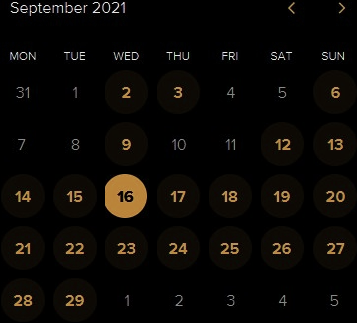 September 2021
MON TUE WED THU FRI SAT SUN
31 1 2 3 4 5 6
7 8 9 10 11 12 13
14 15 16 17 18 19 20
21 22 23 24 25 26 27
28 29 1 2 3 4 5